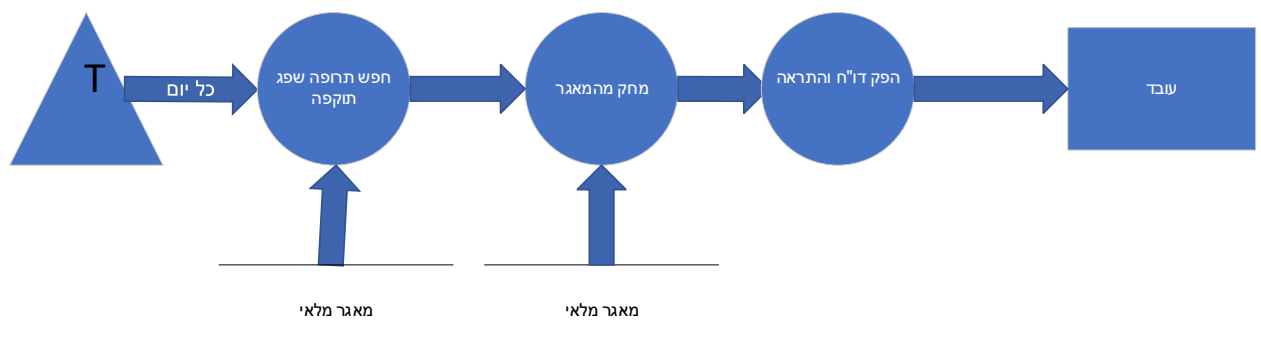 T
כל יום
חפש תרופה שפג
תוקפה
מחק מהמאגר
הפק דו"ח והתראה
עובד
מאגר מלאי
מאגר מלאי